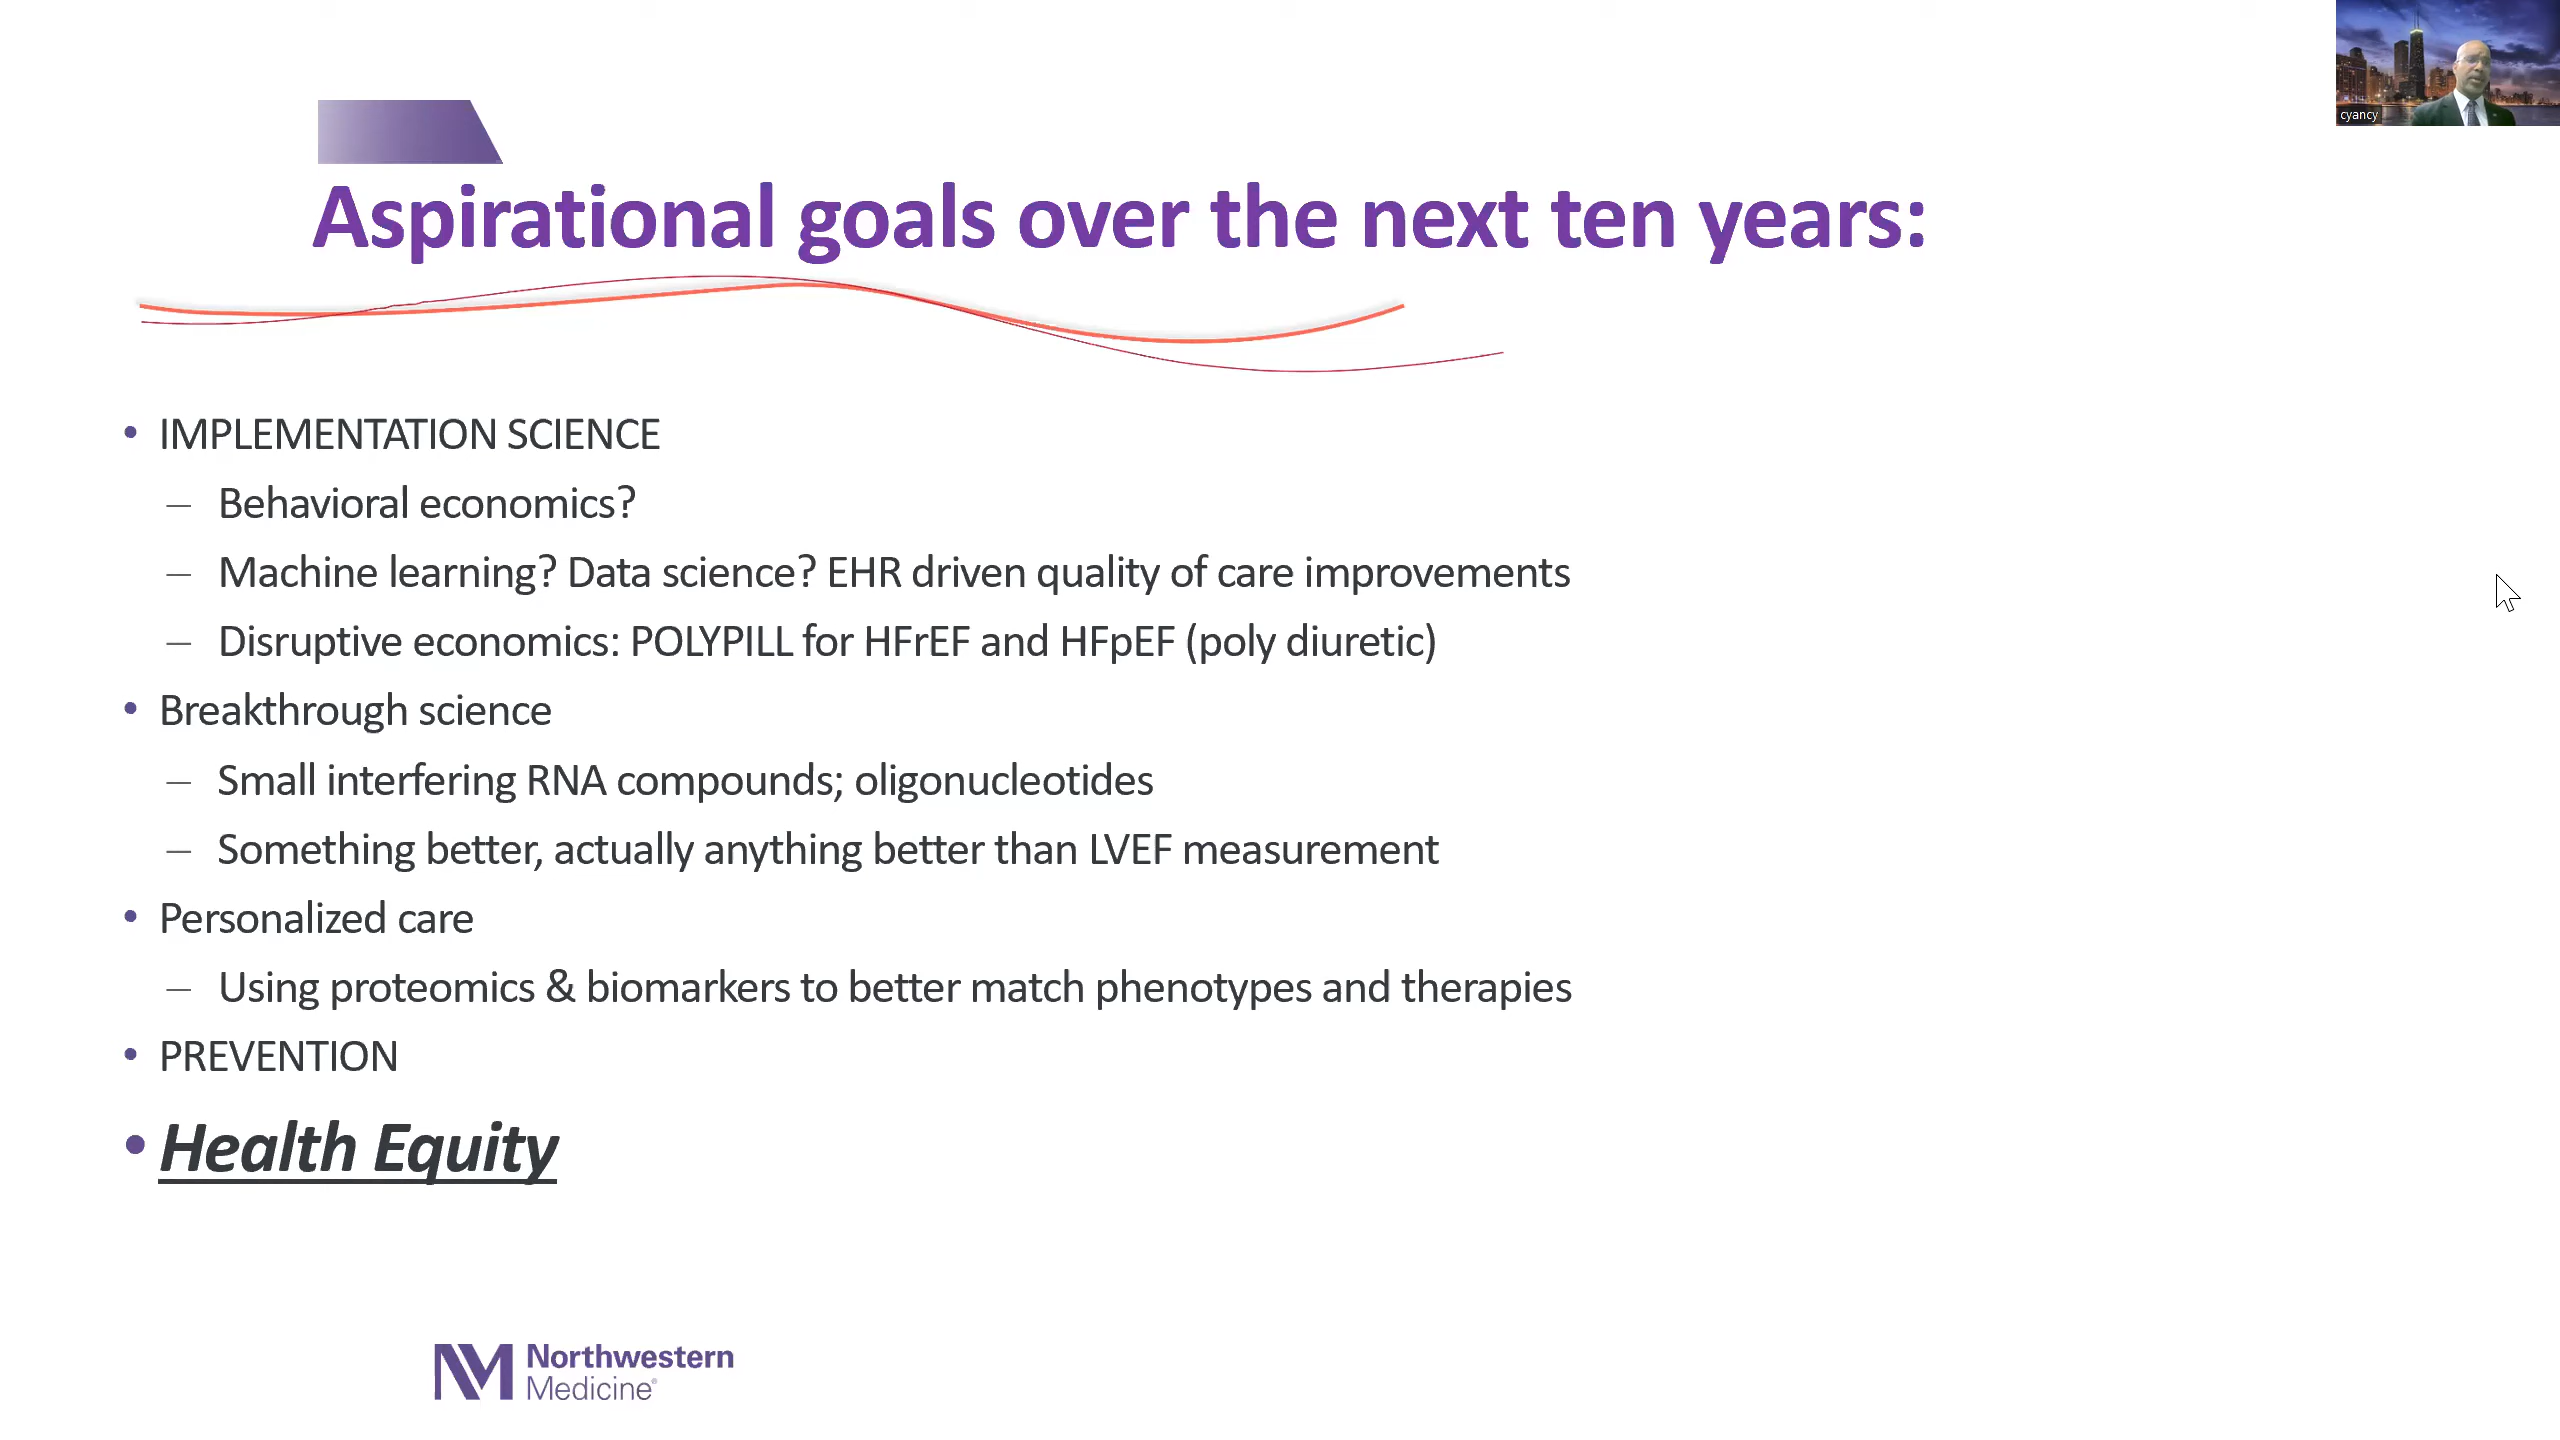 cyancy
Aspirational goals over the next ten years:
• IMPLEMENTATION SCIENCE
– Behavioral economics?
– Machine learning? Data science? EHR driven quality of care improvements
– Disruptive economics: POLYPILL for HFrEF and HFpEF (poly diuretic)
• Breakthrough science
– Small interfering RNA compounds; oligonucleotides
– Something better, actually anything better than LVEF measurement
• Personalized care
– Using proteomics & biomarkers to better match phenotypes and therapies
• PREVENTION
• Health Equity
NM Northwestern
Medicine®